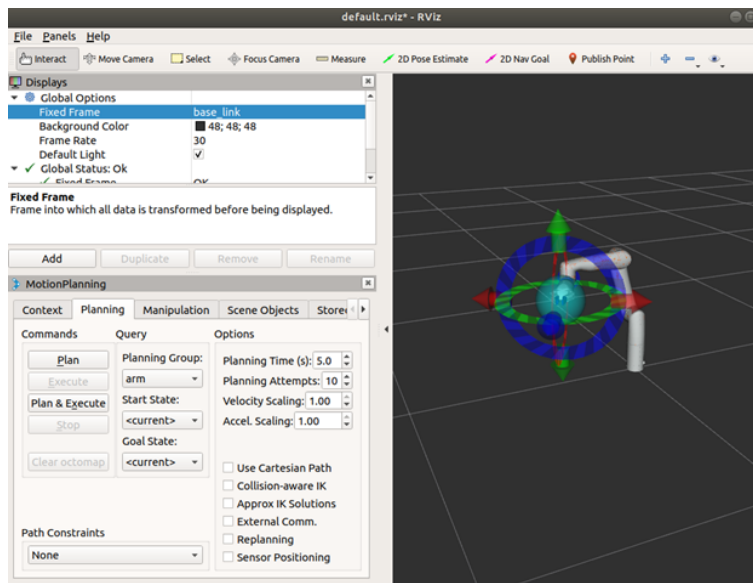 default.rviz* - RViz
File Panels Help
Interact Move Camera Select Focus Camera Measure 2D Pose Estimate 2D Nav Goal Publish Point
Displays
Global Options
Fixed Frame base_link
Background Color 48; 48; 48
Frame Rate 30
Default Light
Global Status: Ok
Fixed Frame OK
Fixed Frame
Frame into which all data is transformed before being displayed.
Add Duplicate Remove Rename
MotionPlanning
Context Planning Manipulation Scene Objects
Commands Query Options
Plan Planning Group: Planning Time (s): 5.0
Execute arm Planning Attempts: 10
Plan & Execute Start State: Velocity Scaling: 1.00
Stop <current> Accel. Scaling: 1.00
Goal State:
Clear octomap <current> Use Cartesian Path
Collision-aware IK
Approx IK Solutions
External Comm.
Replanning
Path Constraints
None Sensor Positioning